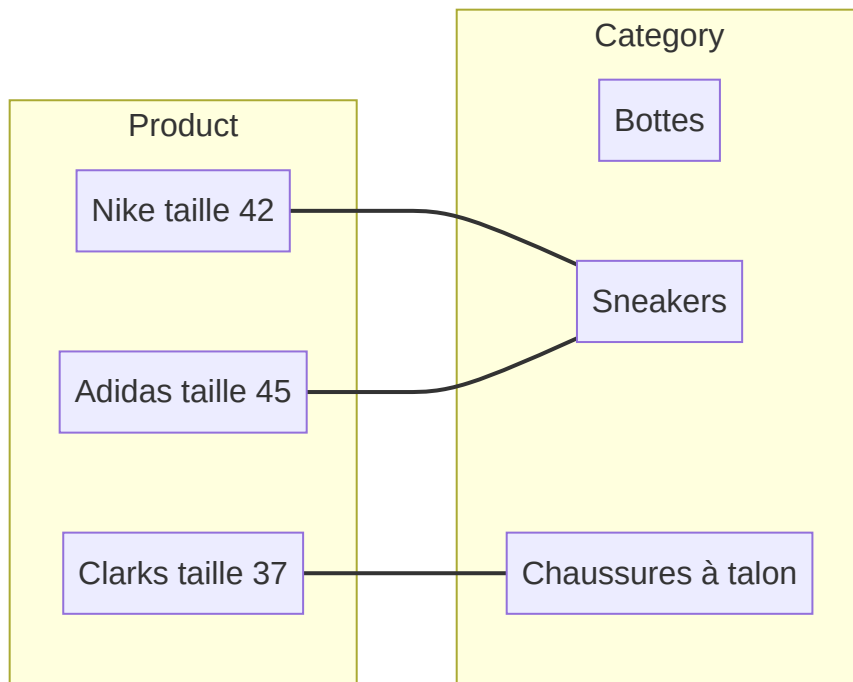 Product
Nike taille 42
Adidas taille 45
Clarks taille 37
Category
Bottes
Sneakers
Chaussures à talon